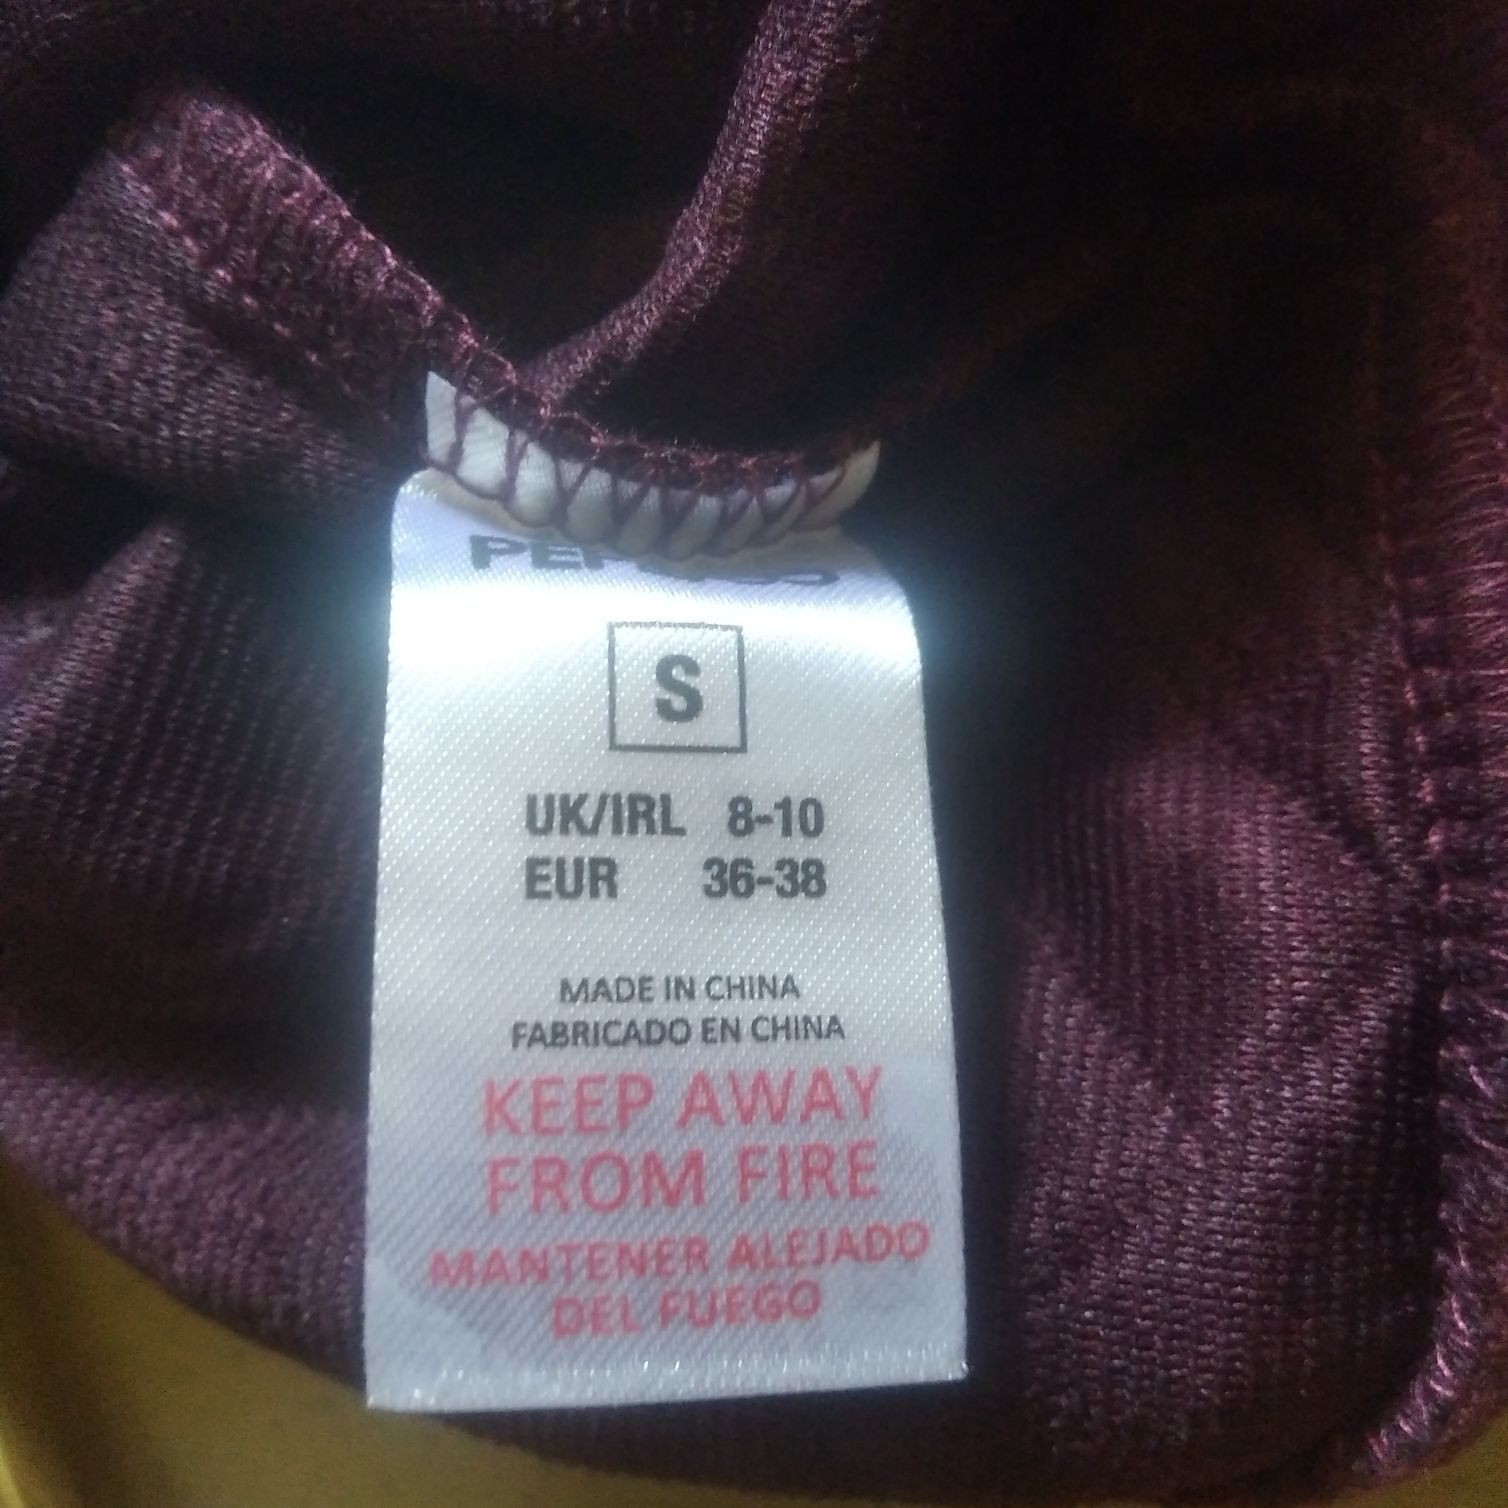 S
UK/IRL 8-10
EUR 36-38
MADE IN CHINA
FABRICADO EN CHINA
KEEP AWAY
FROM FIRE
MANTENER ALEJADO
DEL FUEGO